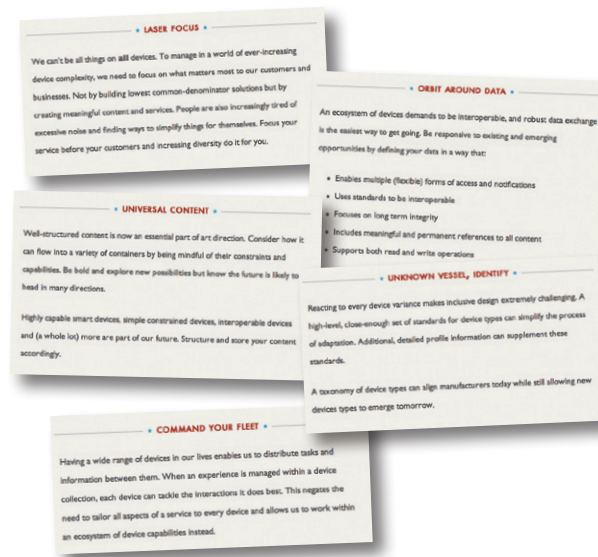 LASER FOCUS
We can't be all things on all devices. To manage in a world of ever-increasing
device complexity, we need to focus on what matters most to our customers and
businesses. Not by building lowest common-denominator solutions but by
creating meaningful content and services. People are also increasingly tired of
excessive noise and finding ways to simplify things for themselves. Focus your
service before your customers and increasing diversity do it for you.
ORBIT AROUND DATA
An ecosystem of devices demands to be interoperable, and robust data exchange
is the easiest way to get going. Be responsive to existing and emerging
opportunities by defining your data in a way that:
• Enables multiple (flexible) forms of access and notifications
• Uses standards to be interoperable
• Focuses on long term integrity
• Includes meaningful and permanent references to all content
• Supports both read and write operations
UNIVERSAL CONTENT
Well-structured content is now an essential part of art direction. Consider how it
can flow into a variety of containers by being mindful of their constraints and
capabilities. Be bold and explore new possibilities but know the future is likely to
head in many directions.
Highly capable smart devices, simple constrained devices, interoperable devices
and (a whole lot) more are part of our future. Structure and store your content
accordingly.
UNKNOWN VESSEL, IDENTIFY
Reacting to every device variance makes inclusive design extremely challenging. A
high-level, close-enough set of standards for device types can simplify the process
of adaptation. Additional, detailed profile information can supplement these
standards.
A taxonomy of device types can align manufacturers today while still allowing new
devices types to emerge tomorrow.
COMMAND YOUR FLEET
Having a wide range of devices in our lives enables us to distribute tasks and
information between them. When an experience is managed within a device
collection, each device can tackle the interactions it does best. This negates the
need to tailor all aspects of a service to every device and allows us to work within
an ecosystem of device capabilities instead.